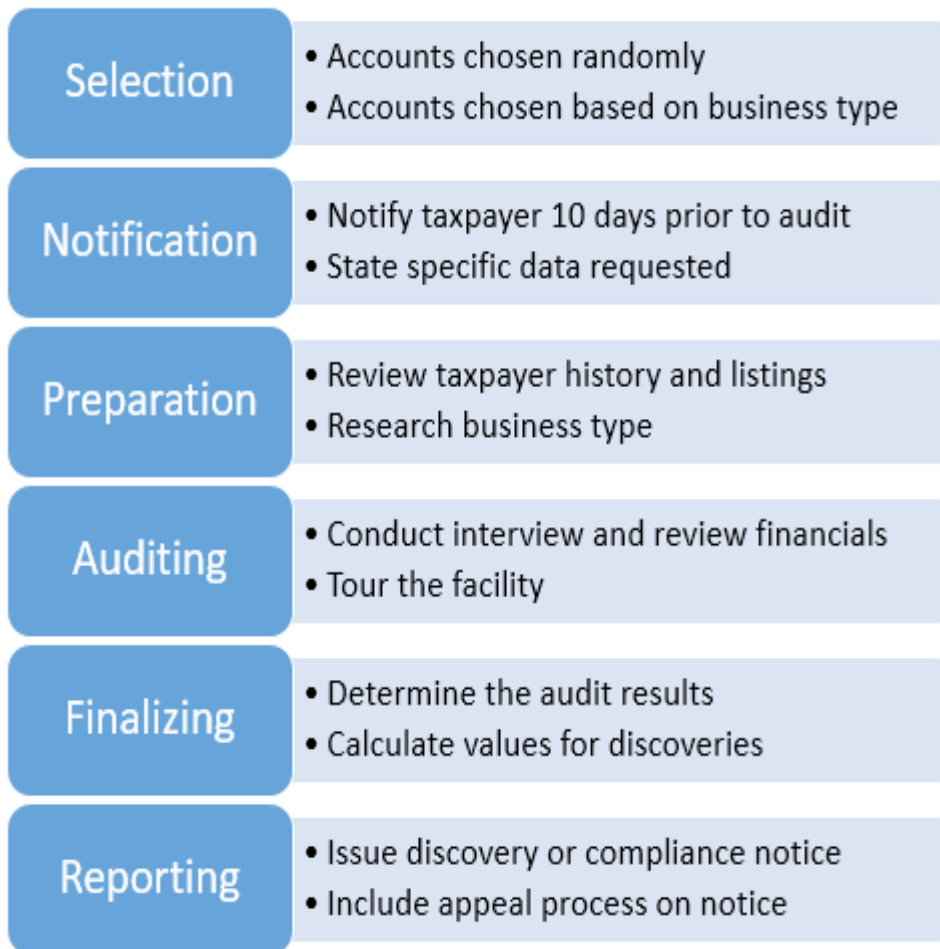 Selection
• Accounts chosen randomly
• Accounts chosen based on business type
Notification
• Notify taxpayer 10 days prior to audit
• State specific data requested
Preparation
• Review taxpayer history and listings
• Research business type
Auditing
• Conduct interview and review financials
• Tour the facility
Finalizing
• Determine the audit results
• Calculate values for discoveries
Reporting
• Issue discovery or compliance notice
• Include appeal process on notice